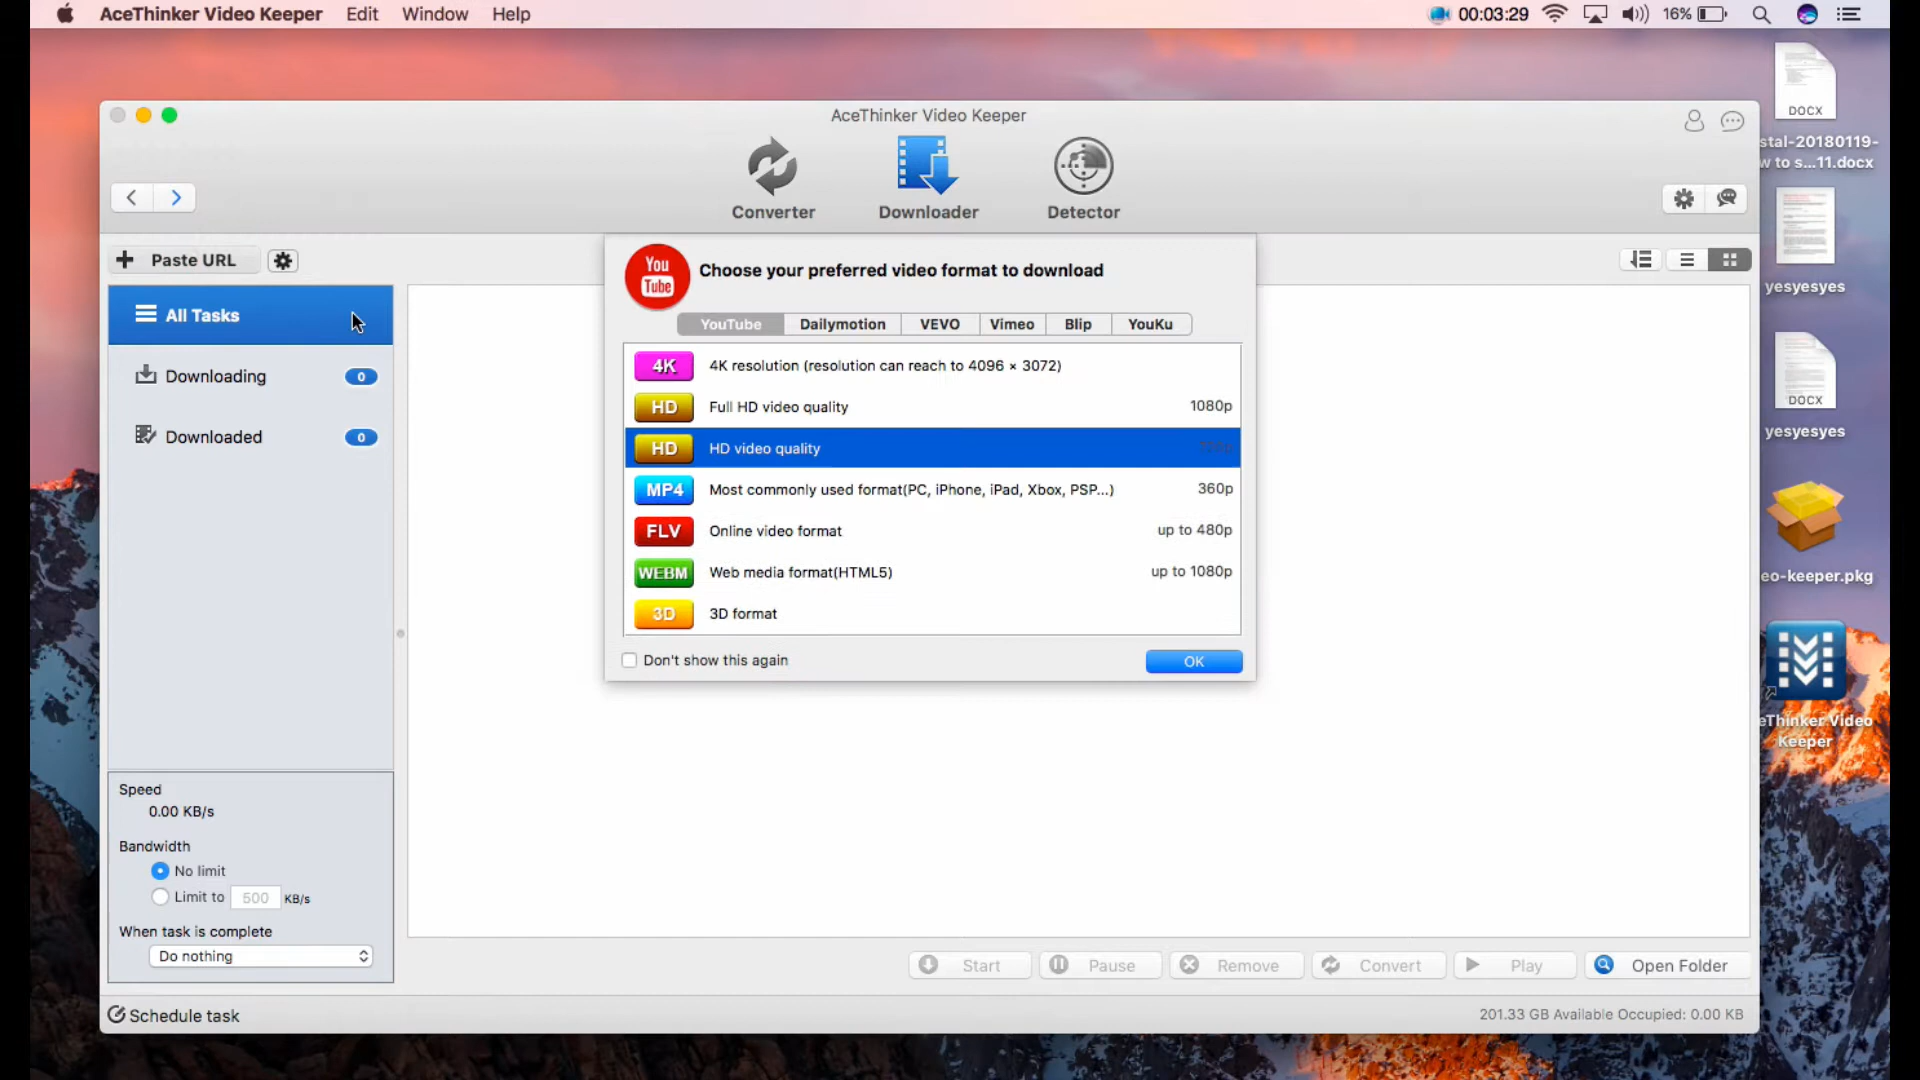 AceThinker Video Keeper Edit Window Help 00:03:29 16%
AceThinker Video Keeper
Converter Downloader Detector
Paste URL
All Tasks
Downloading 0
Downloaded 0
You
Tube
Choose your preferred video format to download
YouTube Dailymotion VEVO Vimeo Blip YouKu
4K 4K resolution (resolution can reach to 4096 × 3072)
HD Full HD video quality 1080p
HD HD video quality 720p
MP4 Most commonly used format(PC, iPhone, iPad, Xbox, PSP...) 360p
FLV Online video format up to 480p
WEBM Web media format(HTML5) up to 1080p
3D 3D format
Don't show this again OK
Speed
0.00 KB/s
Bandwidth
No limit
Limit to 500 KB/s
When task is complete
Do nothing
Start Pause Remove Convert Play Open Folder
Schedule task 201.33 GB Available Occupied: 0.00 KB
DOCX
stal-20180119-
w to s...11.docx
yesyesyes
DOCX
yesyesyes
eo-keeper.pkg
eThinker Video
Keeper